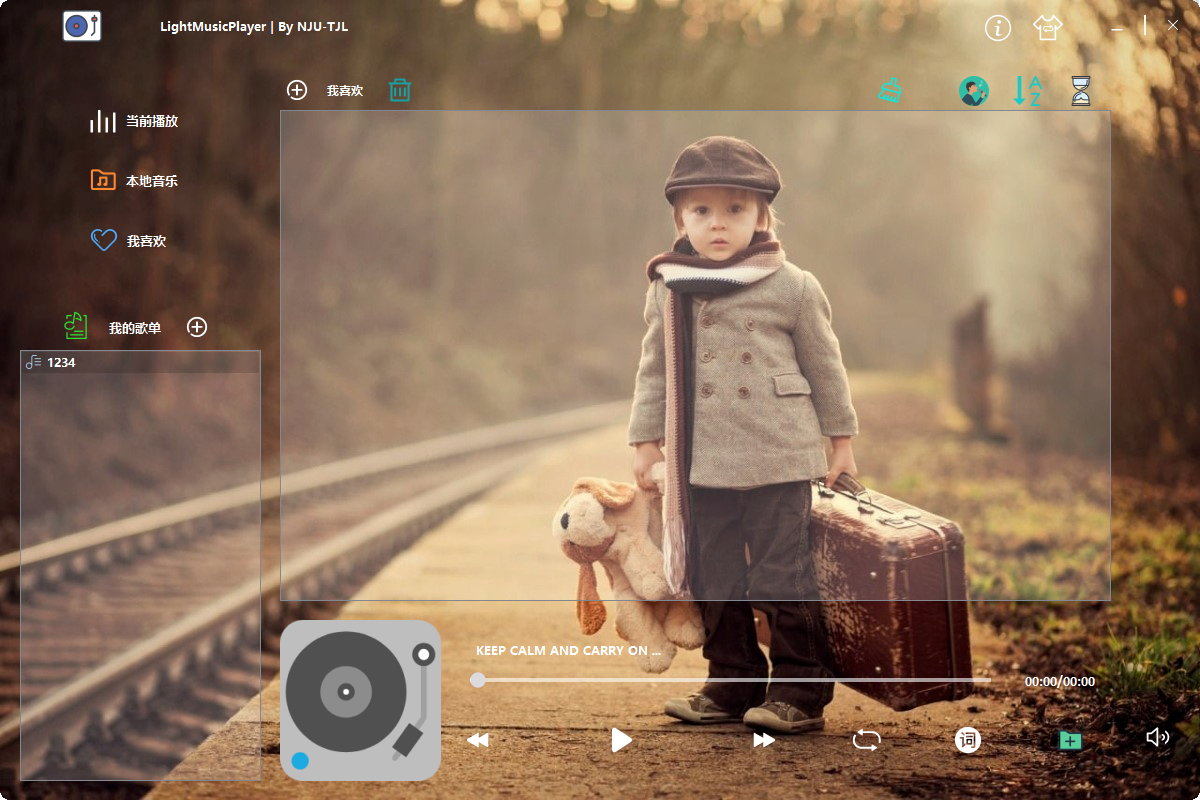 LightMusicPlayer | By NJU-TJL
我喜欢
A
Z
当前播放
本地音乐
我喜欢
我的歌单
1234
KEEP CALM AND CARRY ON ...
00:00/00:00
词